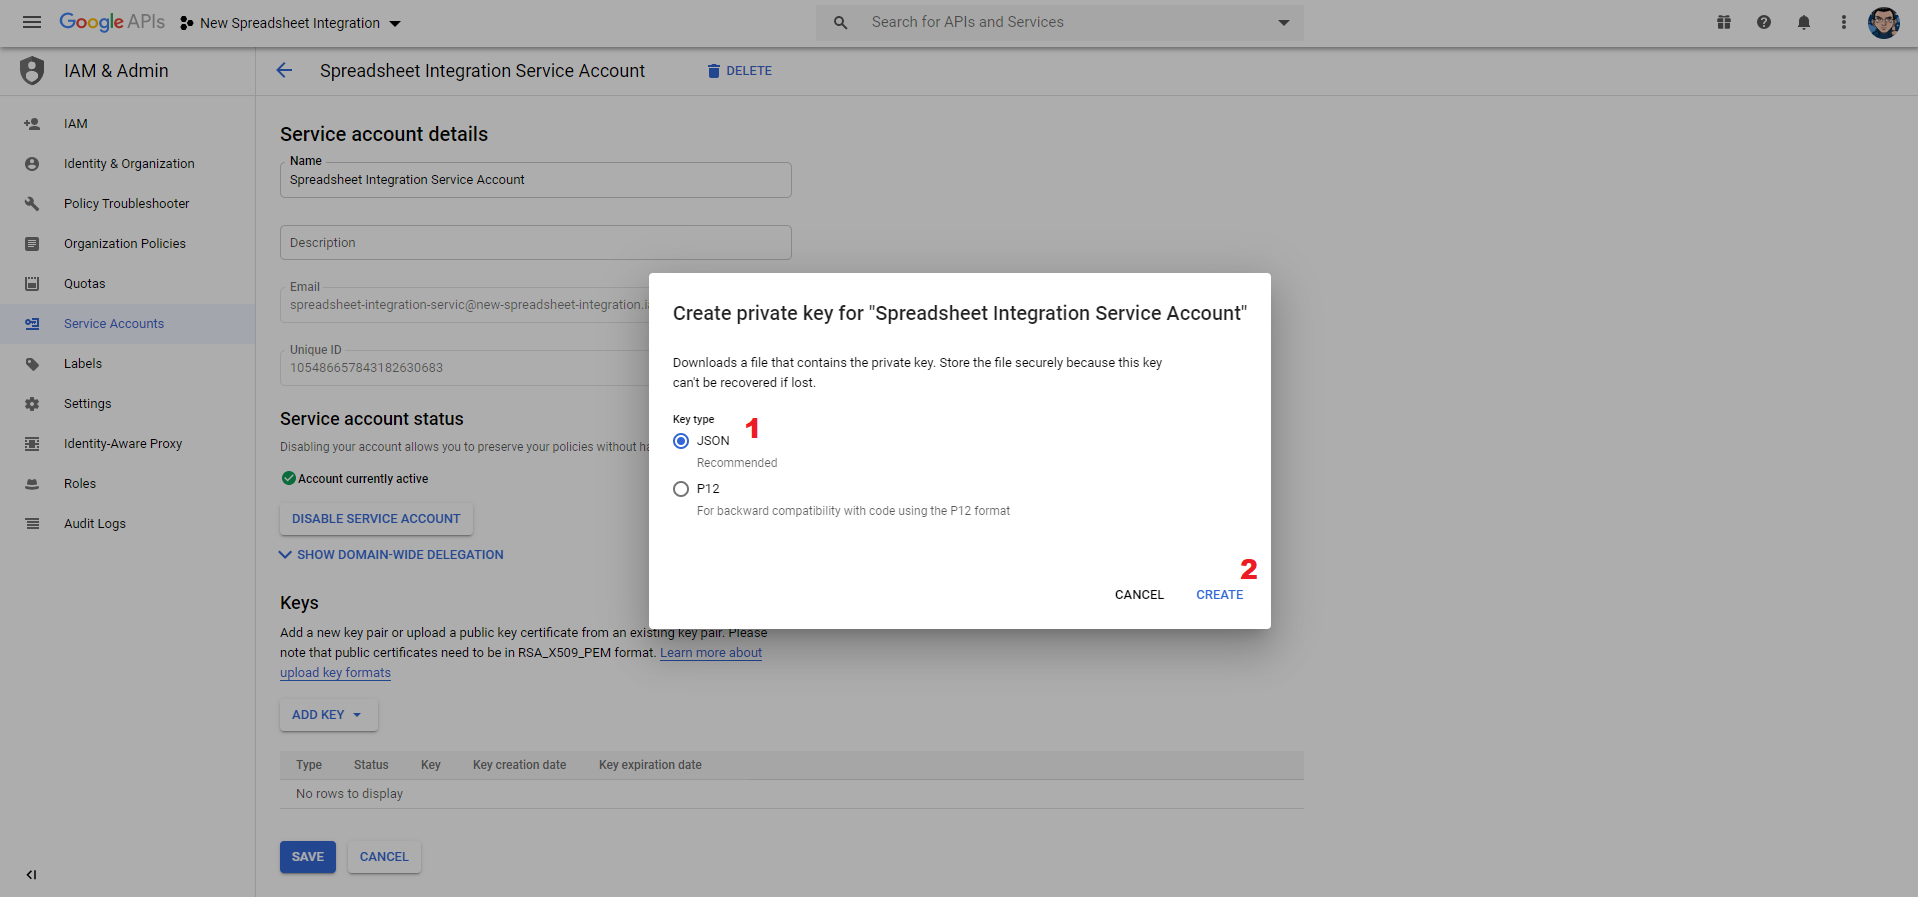 Google APIs
New Spreadsheet Integration
Search for APIs and Services
IAM & Admin
Spreadsheet Integration Service Account
DELETE
IAM
Identity & Organization
Policy Troubleshooter
Organization Policies
Quotas
Service Accounts
Labels
Settings
Identity-Aware Proxy
Roles
Audit Logs
Service account details
Name
Spreadsheet Integration Service Account
Description
Email
spreadsheet-integration-servic@new-spreadsheet-integration.i
Unique ID
105486657843182630683
Service account status
Disabling your account allows you to preserve your policies without ha
Account currently active
DISABLE SERVICE ACCOUNT
SHOW DOMAIN-WIDE DELEGATION
Keys
Add a new key pair or upload a public key certificate from an existing key pair. Please
note that public certificates need to be in RSA_X509_PEM format. Learn more about
upload key formats
ADD KEY
Type Status Key Key creation date Key expiration date
No rows to display
SAVE CANCEL
Create private key for "Spreadsheet Integration Service Account"
Downloads a file that contains the private key. Store the file securely because this key
can't be recovered if lost.
Key type
1
JSON
Recommended
P12
For backward compatibility with code using the P12 format
2
CANCEL CREATE